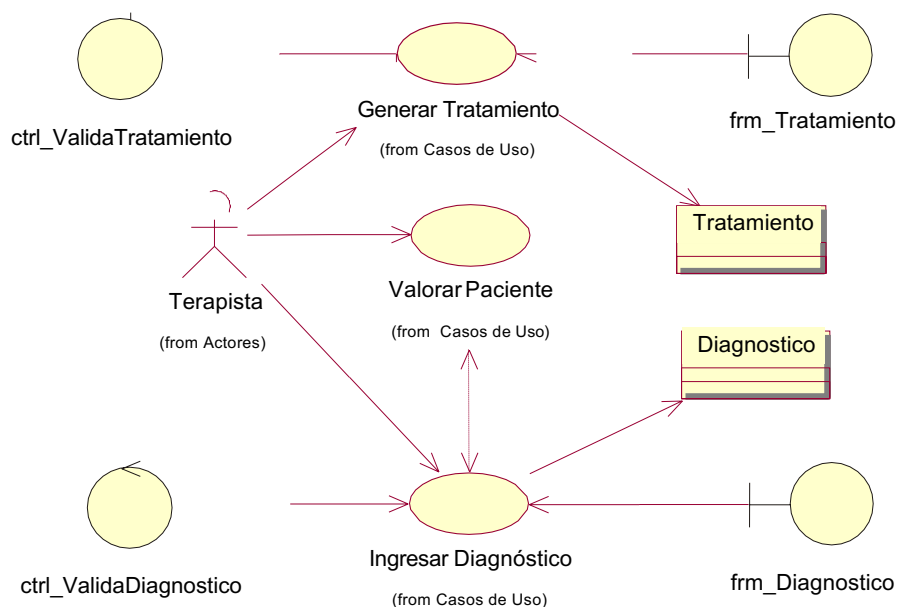 Generar Tratamiento
(from Casos de Uso)
ctrl_ValidaTratamiento
frm_Tratamiento
Tratamiento
Terapista
(from Actores)
Valorar Paciente
(from Casos de Uso)
Diagnostico
Ingresar Diagnóstico
(from Casos de Uso)
ctrl_ValidaDiagnostico
frm_Diagnostico